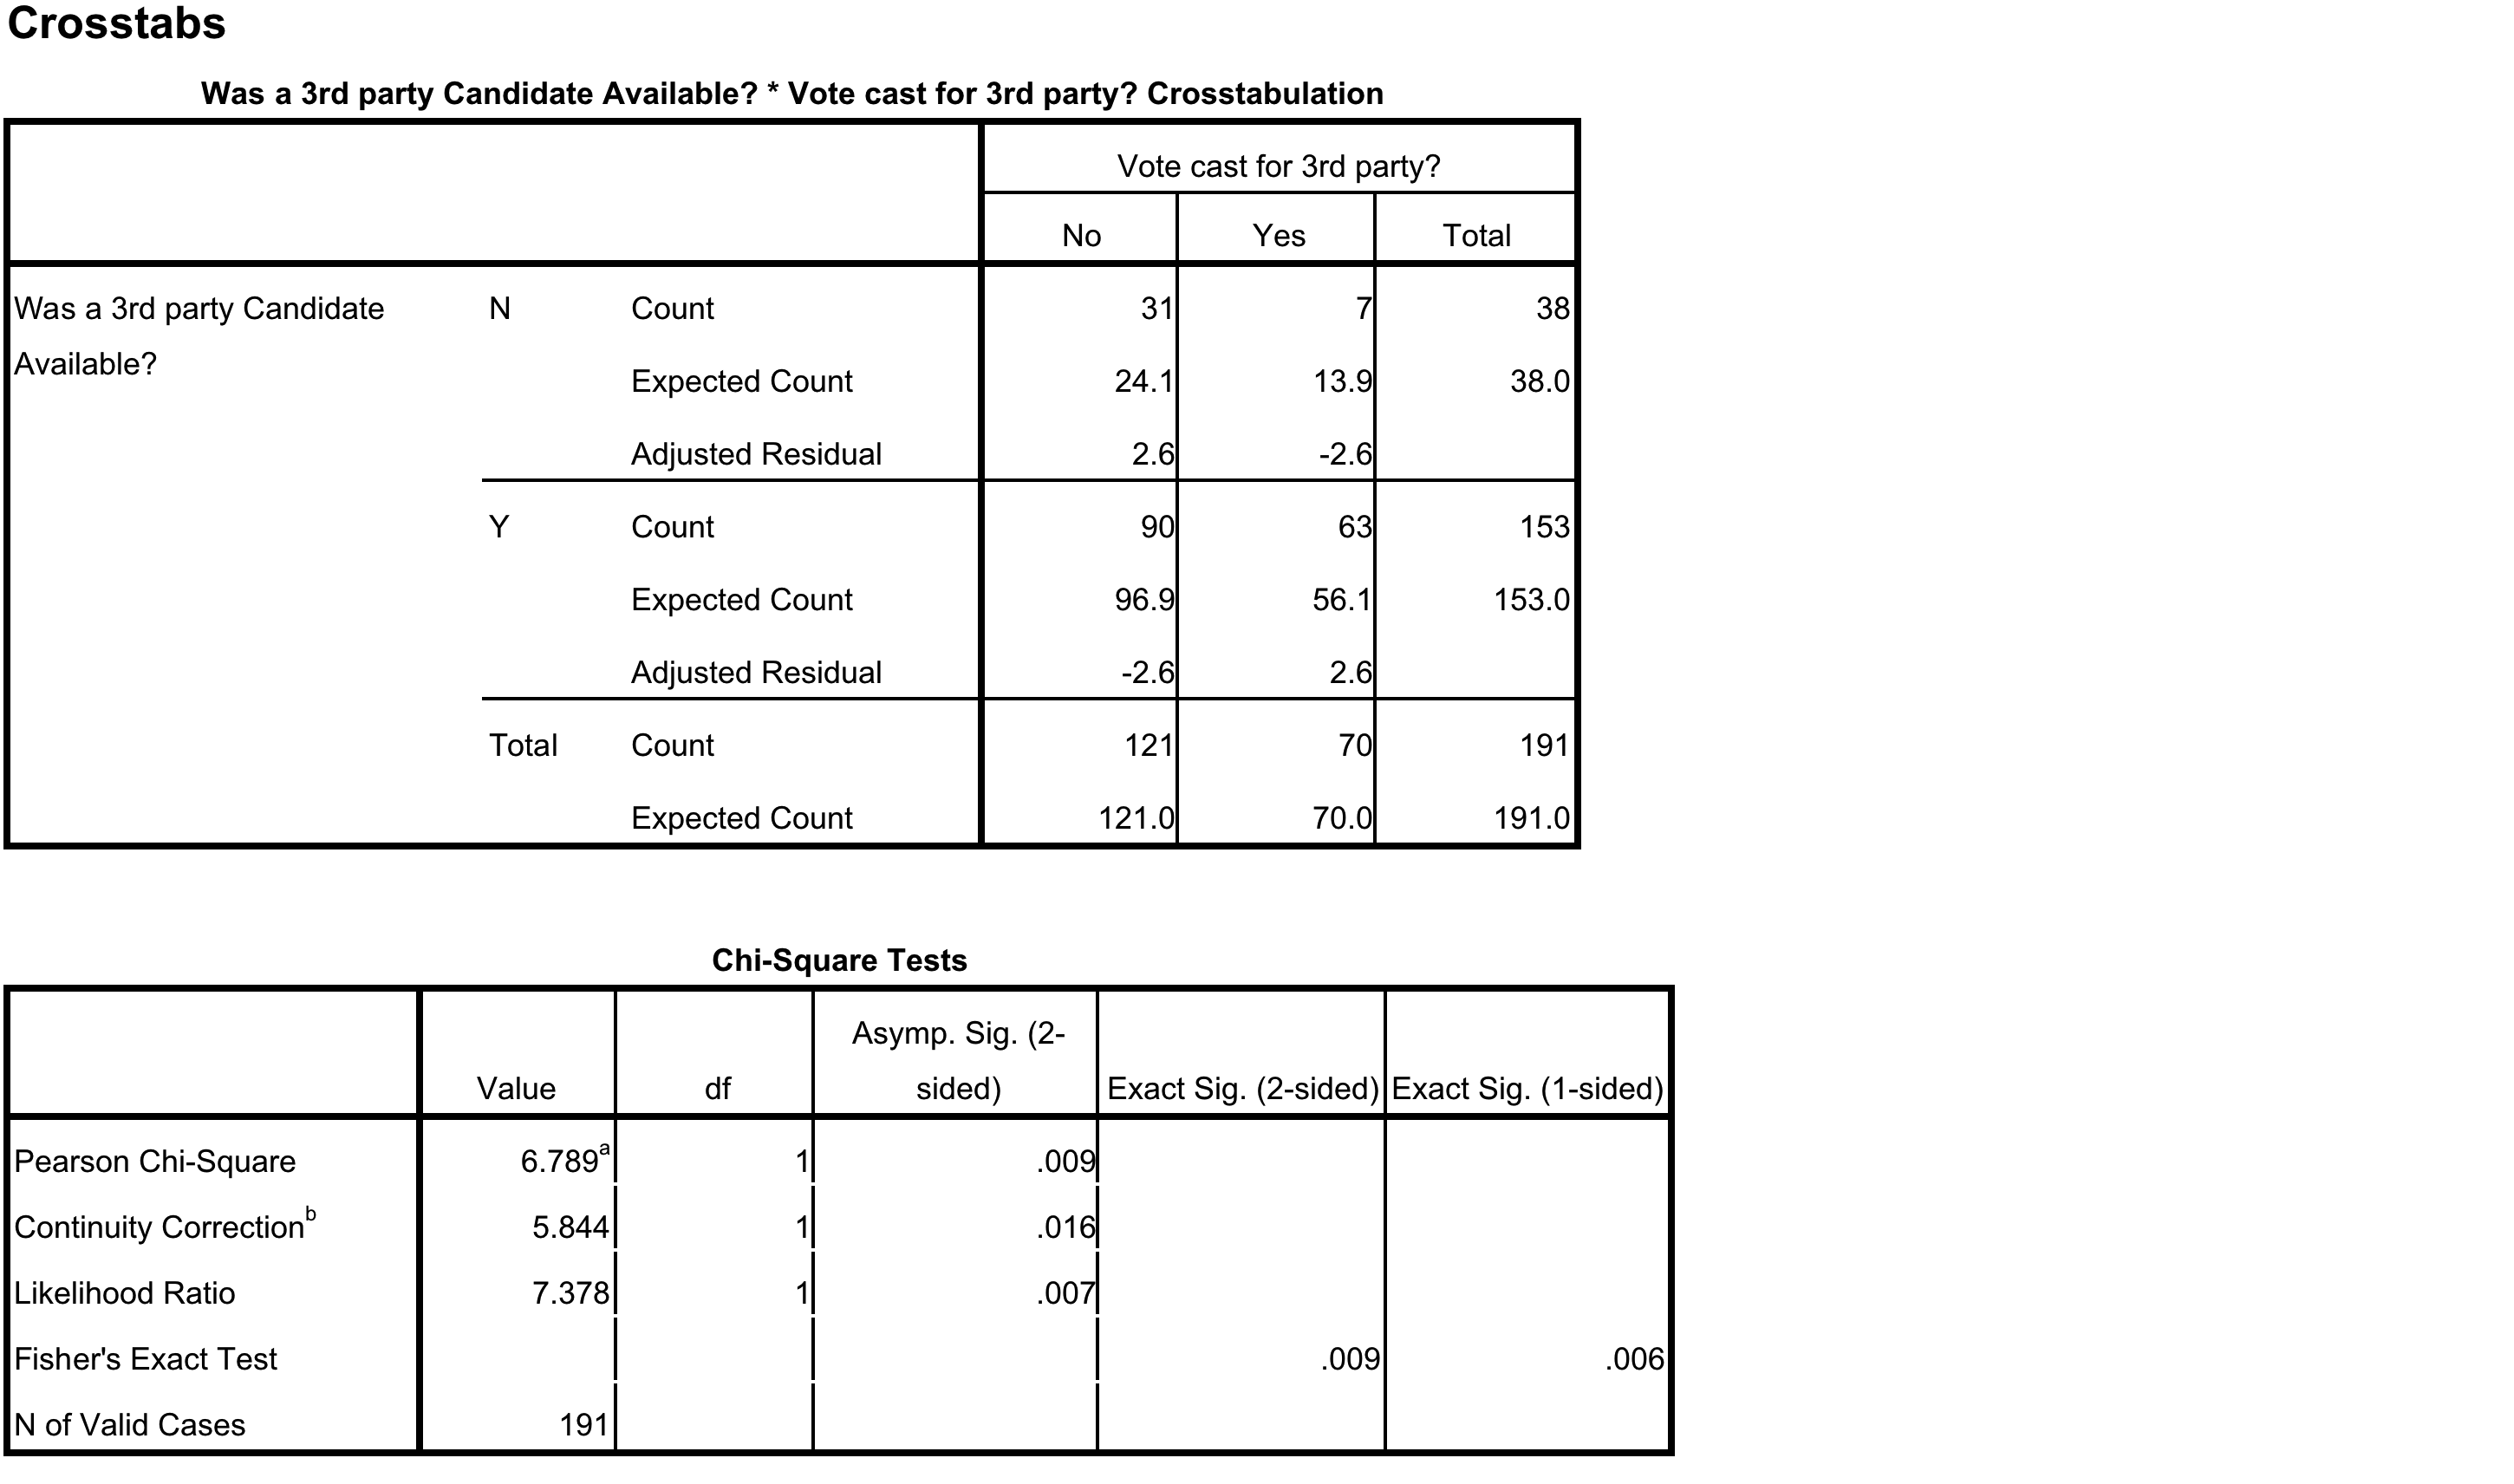 Crosstabs
Was a 3rd party Candidate Available? * Vote cast for 3rd party? Crosstabulation
Vote cast for 3rd party?
No Yes Total
Was a 3rd party Candidate N Count 31 7 38
Available?
Expected Count 24.1 13.9 38.0
Adjusted Residual 2.6 -2.6
Y Count 90 63 153
Expected Count 96.9 56.1 153.0
Adjusted Residual -2.6 2.6
Total Count 121 70 191
Expected Count 121.0 70.0 191.0
Chi-Square Tests
Asymp. Sig. (2-
Value df sided) Exact Sig. (2-sided) Exact Sig. (1-sided)
Pearson Chi-Square 6.789a 1 .009
Continuity Correctionb 5.844 1 .016
Likelihood Ratio 7.378 1 .007
Fisher's Exact Test .009 .006
N of Valid Cases 191